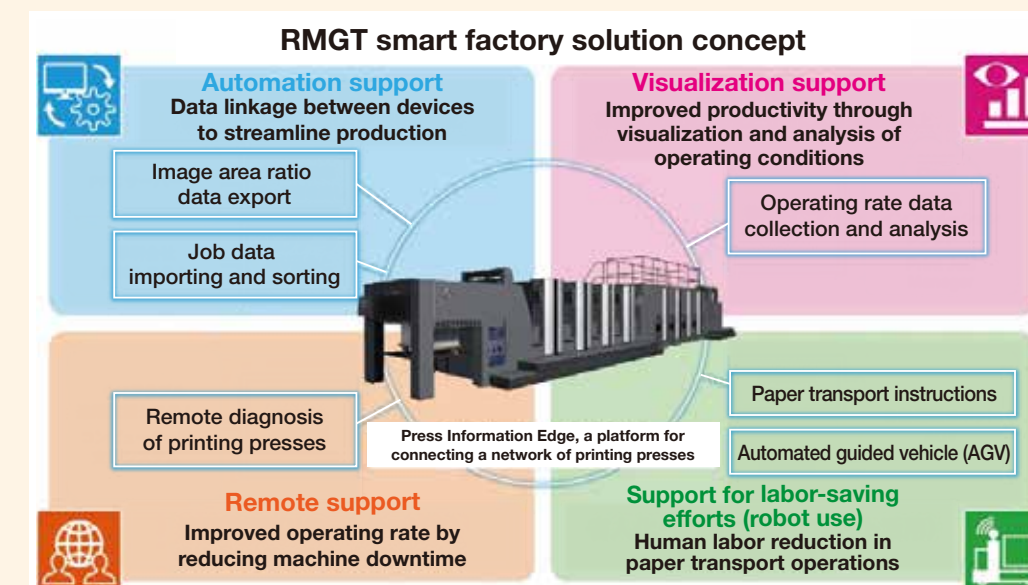 RMGT smart factory solution concept
Automation support
Data linkage between devices
to streamline production
Image area ratio
data export
Job data
importing and sorting
Visualization support
Improved productivity through
visualization and analysis of
operating conditions
Operating rate data
collection and analysis
Remote diagnosis
of printing presses
Press Information Edge, a platform for
connecting a network of printing presses
Remote support
Improved operating rate by
reducing machine downtime
Paper transport instructions
Automated guided vehicle (AGV)
Support for labor-saving
efforts (robot use)
Human labor reduction in
paper transport operations